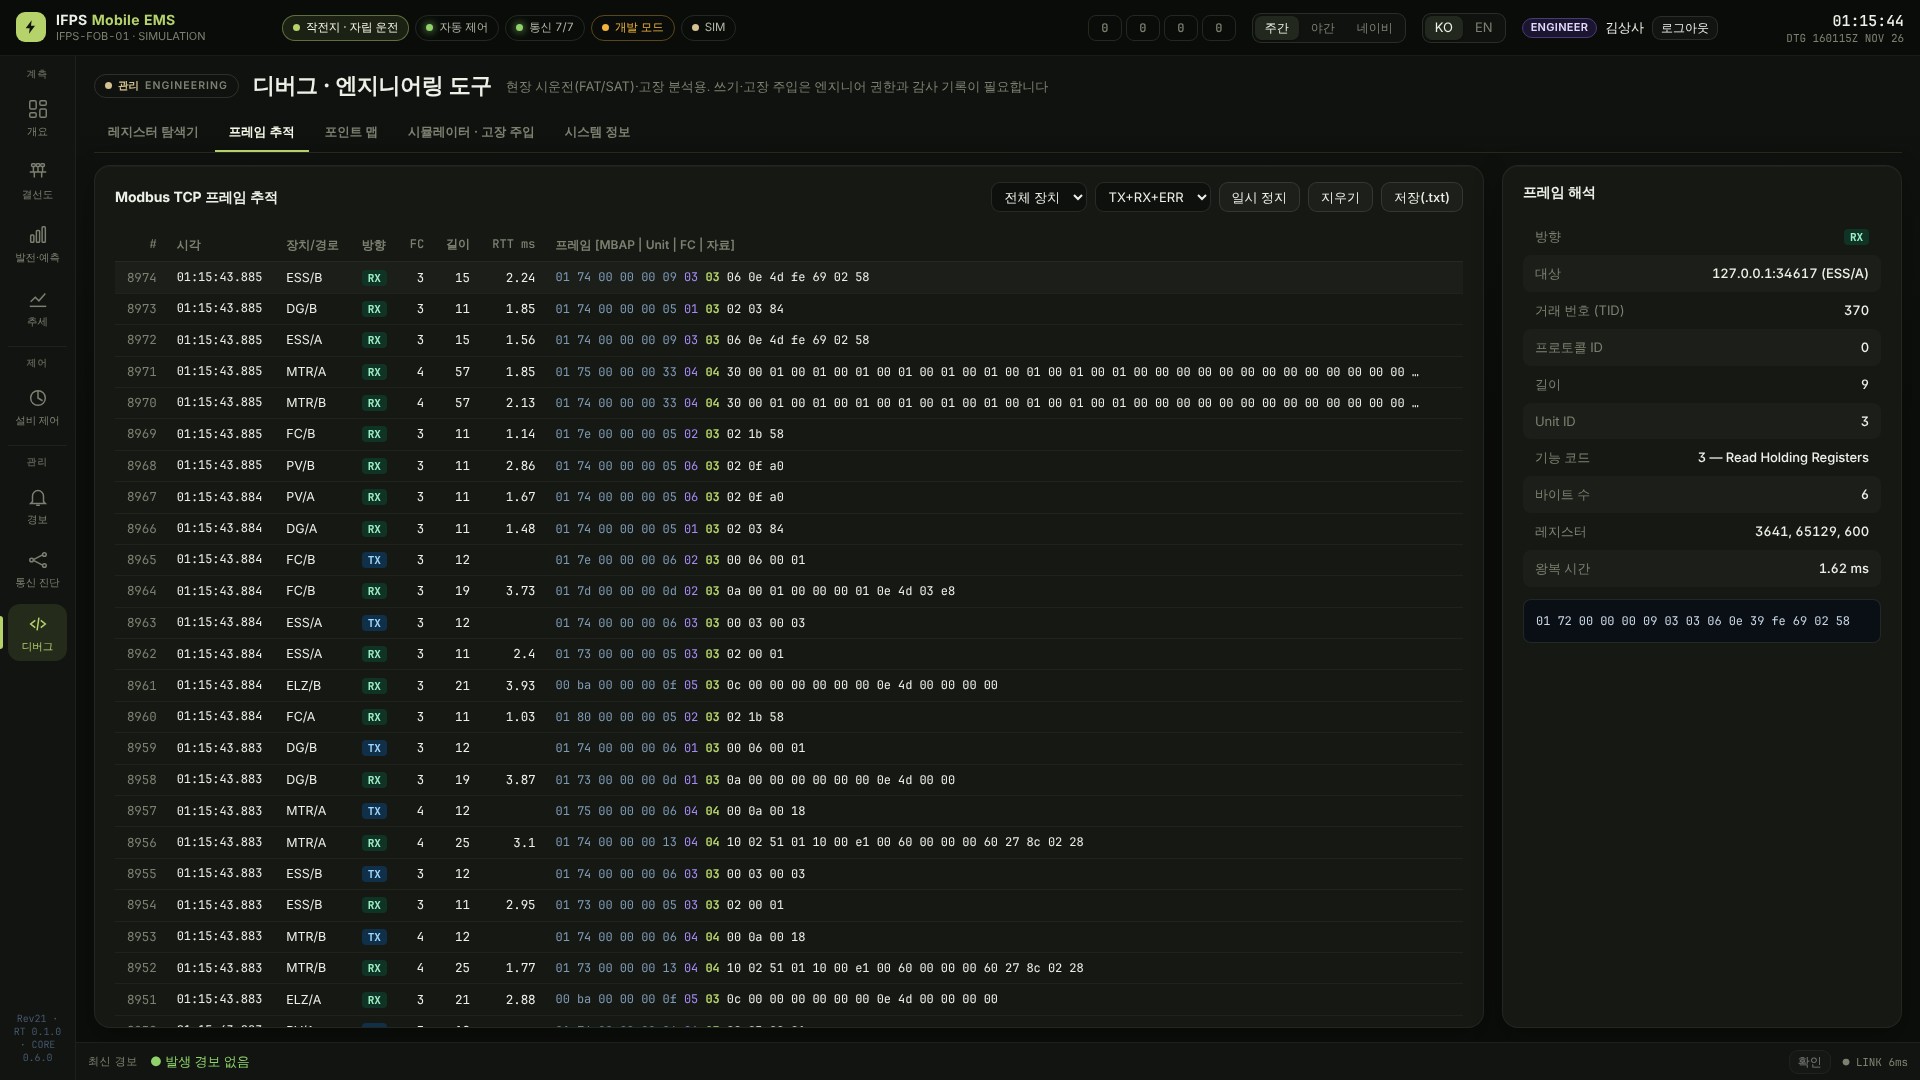 IFPS Mobile EMS
IFPS-FOB-01 · SIMULATION
작전지 · 자립 운전
자동 제어
통신 7/7
개발 모드
SIM
0 0 0 0
주간 야간 네이비
KO EN
ENGINEER 김상사 로그아웃
01:15:44
DTG 160115Z NOV 26
계측
개요
결선도
발전·예측
추세
제어
설비 제어
관리
경보
통신 진단
디버그
Rev21 ·
RT 0.1.0
· CORE
0.6.0
관리 ENGINEERING
디버그 · 엔지니어링 도구
현장 시운전(FAT/SAT)·고장 분석용. 쓰기·고장 주입은 엔지니어 권한과 감사 기록이 필요합니다
레지스터 탐색기 프레임 추적 포인트 맵 시뮬레이터 · 고장 주입 시스템 정보
Modbus TCP 프레임 추적
전체 장치 TX+RX+ERR 일시 정지 지우기 저장(.txt)
# 시각 장치/경로 방향 FC 길이 RTT ms 프레임 [MBAP | Unit | FC | 자료]
8974 01:15:43.885 ESS/B RX 3 15 2.24 01 74 00 00 00 09 03 03 06 0e 4d fe 69 02 58
8973 01:15:43.885 DG/B RX 3 11 1.85 01 74 00 00 00 05 01 03 02 03 84
8972 01:15:43.885 ESS/A RX 3 15 1.56 01 74 00 00 00 09 03 03 06 0e 4d fe 69 02 58
8971 01:15:43.885 MTR/A RX 4 57 1.85 01 75 00 00 00 33 04 04 30 00 01 00 01 00 01 00 01 00 01 00 01 00 01 00 01 00 01 00 00 00 00 00 00 00 00 00 00 00 00 …
8970 01:15:43.885 MTR/B RX 4 57 2.13 01 74 00 00 00 33 04 04 30 00 01 00 01 00 01 00 01 00 01 00 01 00 01 00 01 00 01 00 00 00 00 00 00 00 00 00 00 00 00 …
8969 01:15:43.885 FC/B RX 3 11 1.14 01 7e 00 00 00 05 02 03 02 1b 58
8968 01:15:43.885 PV/B RX 3 11 2.86 01 74 00 00 00 05 06 03 02 0f a0
8967 01:15:43.884 PV/A RX 3 11 1.67 01 74 00 00 00 05 06 03 02 0f a0
8966 01:15:43.884 DG/A RX 3 11 1.48 01 74 00 00 00 05 01 03 02 03 84
8965 01:15:43.884 FC/B TX 3 12 01 7e 00 00 00 06 02 03 00 06 00 01
8964 01:15:43.884 FC/B RX 3 19 3.73 01 7d 00 00 00 0d 02 03 0a 00 01 00 00 00 01 0e 4d 03 e8
8963 01:15:43.884 ESS/A TX 3 12 01 74 00 00 00 06 03 03 00 03 00 03
8962 01:15:43.884 ESS/A RX 3 11 2.4 01 73 00 00 00 05 03 03 02 00 01
8961 01:15:43.884 ELZ/B RX 3 21 3.93 00 ba 00 00 00 0f 05 03 0c 00 00 00 00 00 00 0e 4d 00 00 00 00
8960 01:15:43.884 FC/A RX 3 11 1.03 01 80 00 00 00 05 02 03 02 1b 58
8959 01:15:43.883 DG/B TX 3 12 01 74 00 00 00 06 01 03 00 06 00 01
8958 01:15:43.883 DG/B RX 3 19 3.87 01 73 00 00 00 0d 01 03 0a 00 00 00 00 00 00 0e 4d 00 00
8957 01:15:43.883 MTR/A TX 4 12 01 75 00 00 00 06 04 04 00 0a 00 18
8956 01:15:43.883 MTR/A RX 4 25 3.1 01 74 00 00 00 13 04 04 10 02 51 01 10 00 e1 00 60 00 00 00 60 27 8c 02 28
8955 01:15:43.883 ESS/B TX 3 12 01 74 00 00 00 06 03 03 00 03 00 03
8954 01:15:43.883 ESS/B RX 3 11 2.95 01 73 00 00 00 05 03 03 02 00 01
8953 01:15:43.883 MTR/B TX 4 12 01 74 00 00 00 06 04 04 00 0a 00 18
8952 01:15:43.883 MTR/B RX 4 25 1.77 01 73 00 00 00 13 04 04 10 02 51 01 10 00 e1 00 60 00 00 00 60 27 8c 02 28
8951 01:15:43.883 ELZ/A RX 3 21 2.88 00 ba 00 00 00 0f 05 03 0c 00 00 00 00 00 00 0e 4d 00 00 00 00
프레임 해석
방향 RX
대상 127.0.0.1:34617 (ESS/A)
거래 번호 (TID) 370
프로토콜 ID 0
길이 9
Unit ID 3
기능 코드 3 — Read Holding Registers
바이트 수 6
레지스터 3641, 65129, 600
왕복 시간 1.62 ms
01 72 00 00 00 09 03 03 06 0e 39 fe 69 02 58
최신 경보 발생 경보 없음
확인 LINK 6ms